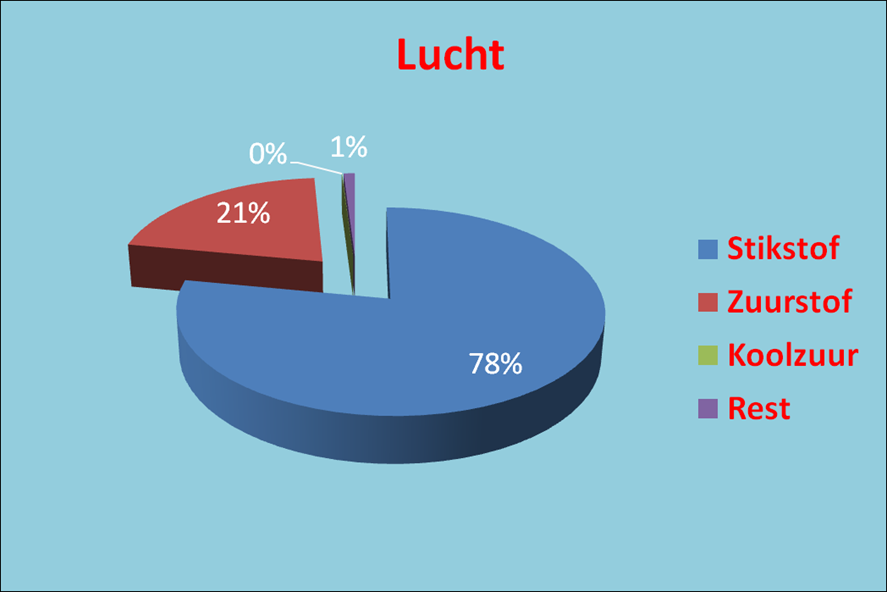 Lucht
0%
1%
21%
78%
Stikstof
Zuurstof
Koolzuur
Rest